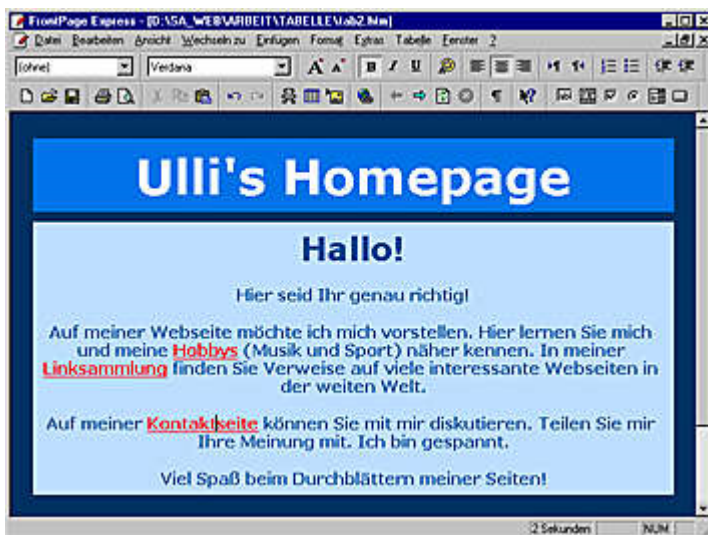 FrontPage Express - [D:\SA_WEB\ARBEIT\TABELLE\tab2.htm]
Datei Bearbeiten Ansicht Wechseln zu Einfügen Format Extras Tabelle Fenster ?
(ohne) Verdana
Ulli's Homepage
Hallo!
Hier seid Ihr genau richtig!
Auf meiner Webseite möchte ich mich vorstellen. Hier lernen Sie mich
und meine Hobbys (Musik und Sport) näher kennen. In meiner
Linksammlung finden Sie Verweise auf viele interessante Webseiten in
der weiten Welt.
Auf meiner Kontaktseite können Sie mit mir diskutieren. Teilen Sie mir
Ihre Meinung mit. Ich bin gespannt.
Viel Spaß beim Durchblättern meiner Seiten!
2 Sekunden NUM